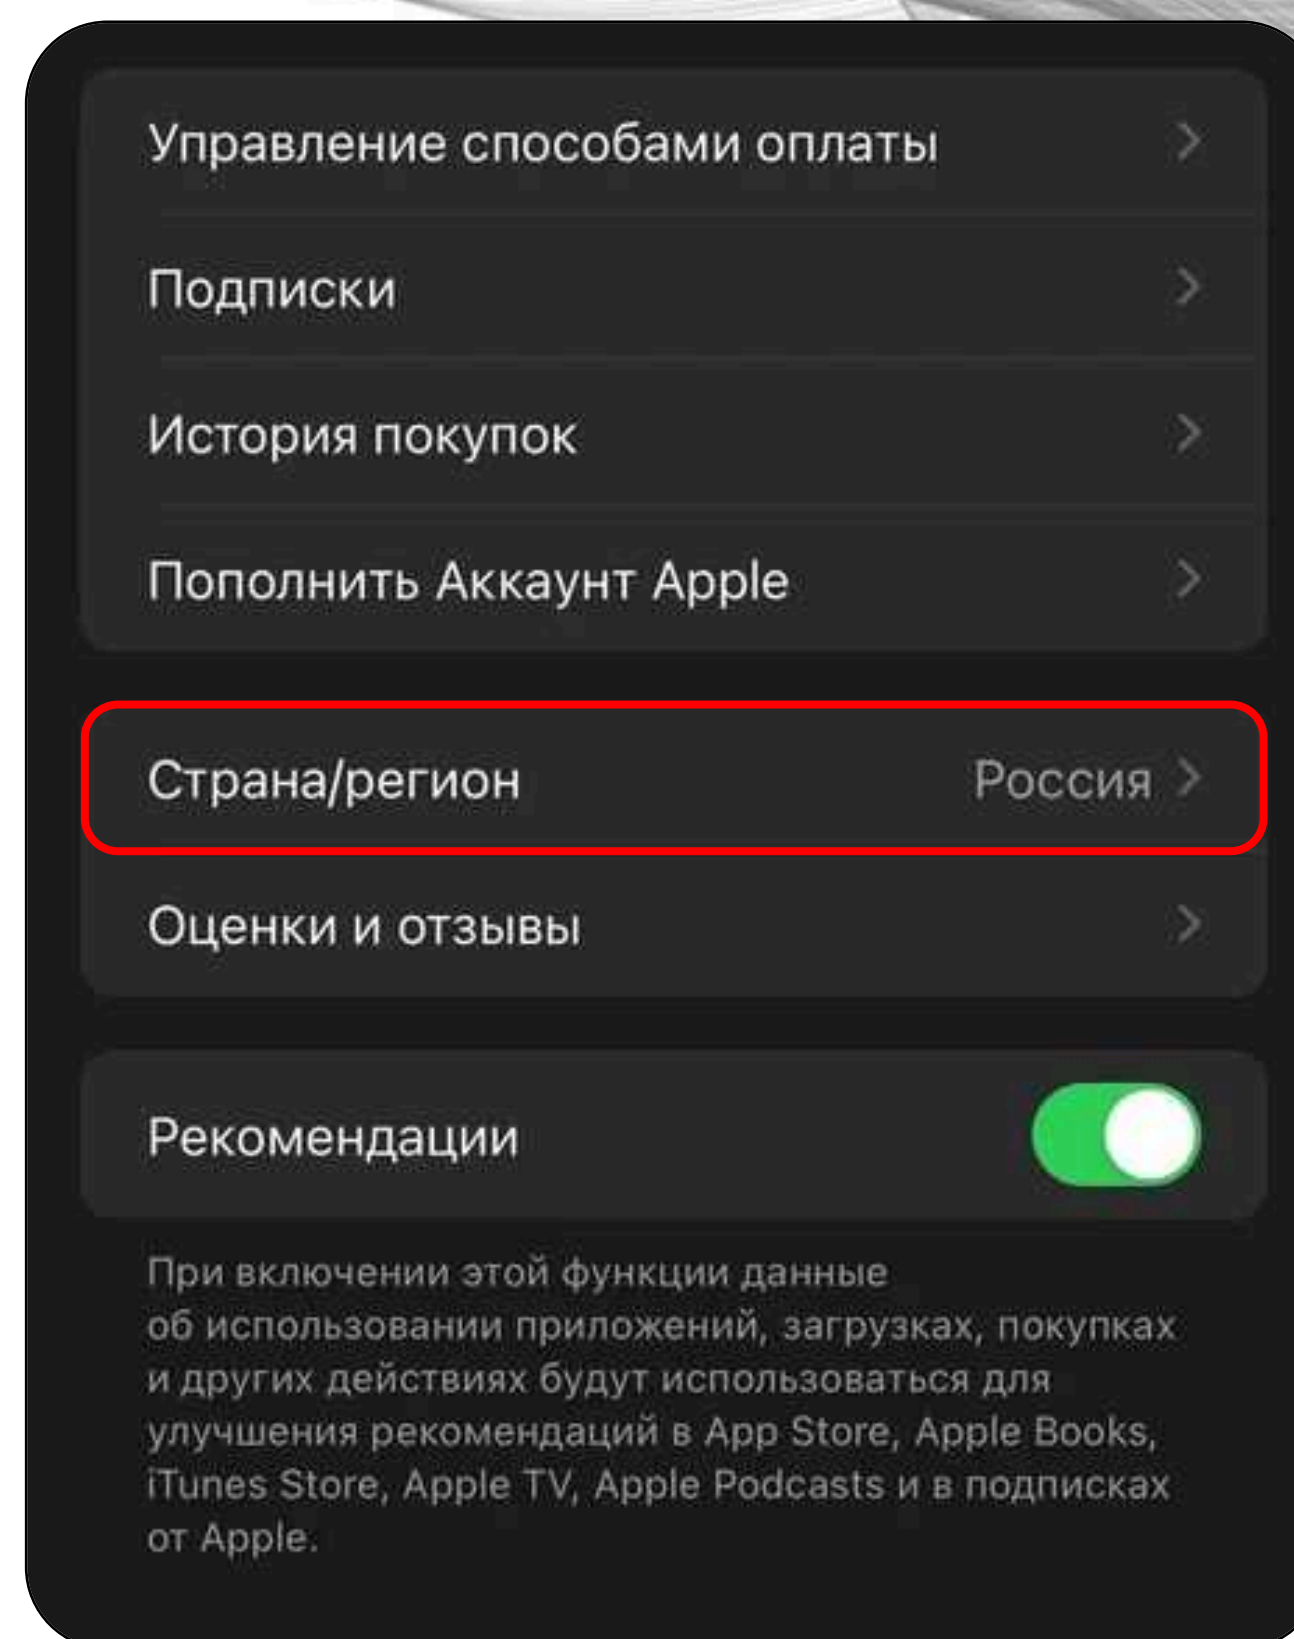 Управление способами оплаты
Подписки
История покупок
Пополнить Аккаунт Apple
Страна/регион Россия
Оценки и отзывы
Рекомендации
При включении этой функции данные
об использовании приложений, загрузках, покупках
и других действиях будут использоваться для
улучшения рекомендаций в App Store, Apple Books,
iTunes Store, Apple TV, Apple Podcasts и в подписках
от Apple.